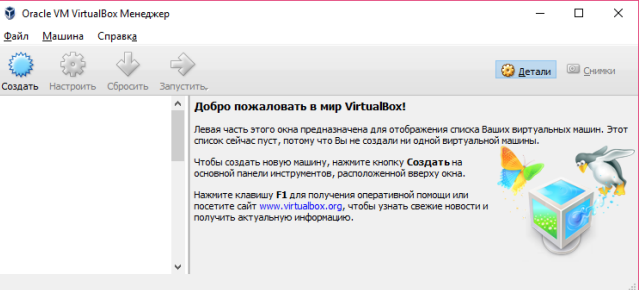 Oracle VM VirtualBox Менеджер
Файл Машина Справка
Создать Настроить Сбросить Запустить.
Детали Снимки
Добро пожаловать в мир VirtualBox!
Левая часть этого окна предназначена для отображения списка Ваших виртуальных машин. Этот
список сейчас пуст, потому что Вы не создали ни одной виртуальной машины.
Чтобы создать новую машину, нажмите кнопку Создать на
основной панели инструментов, расположенной вверху окна.
Нажмите клавишу F1 для получения оперативной помощи или
посетите сайт www.virtualbox.org, чтобы узнать свежие новости и
получить актуальную информацию.